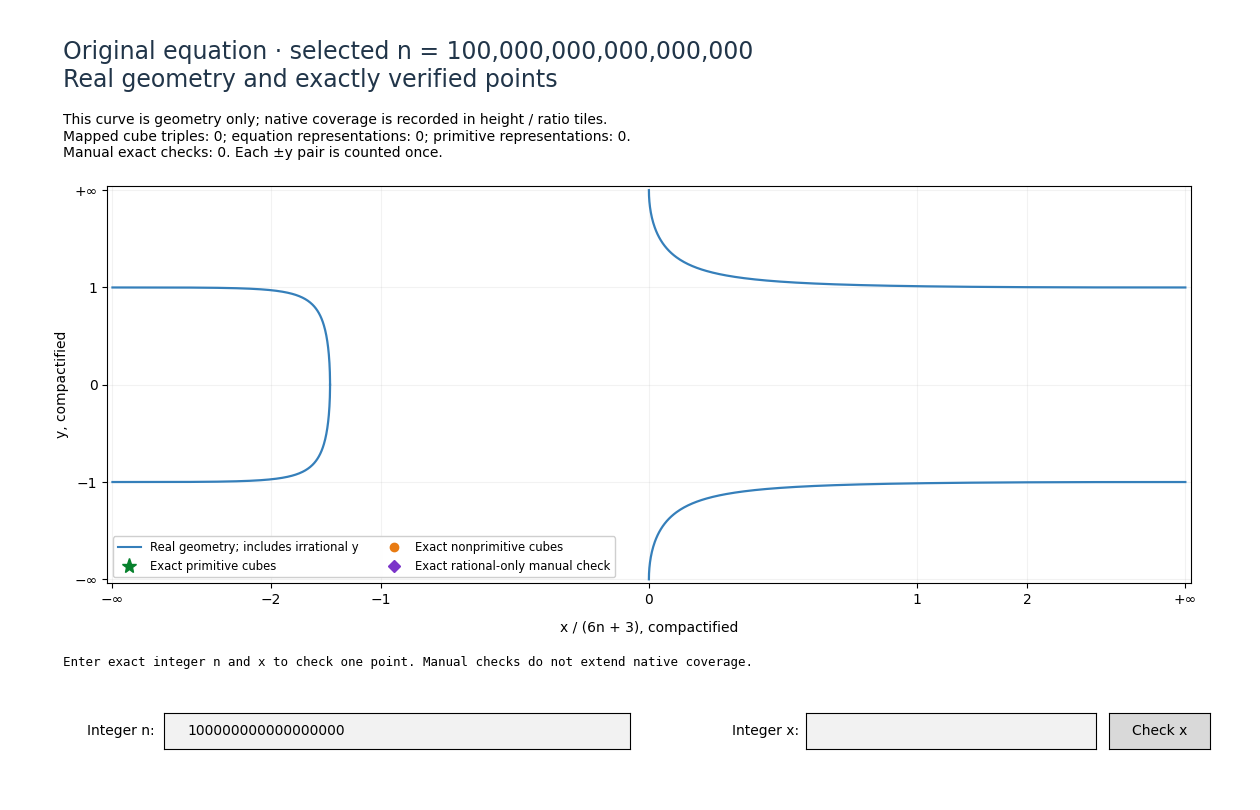 Original equation · selected n = 100,000,000,000,000,000
Real geometry and exactly verified points
This curve is geometry only; native coverage is recorded in height / ratio tiles.
Mapped cube triples: 0; equation representations: 0; primitive representations: 0.
Manual exact checks: 0. Each ±y pair is counted once.
+∞
1
0
−1
−∞
y, compactified
Real geometry; includes irrational y
Exact primitive cubes
Exact nonprimitive cubes
Exact rational-only manual check
−∞ −2 −1 0 1 2 +∞
x / (6n + 3), compactified
Enter exact integer n and x to check one point. Manual checks do not extend native coverage.
Integer n: 100000000000000000 Integer x: Check x